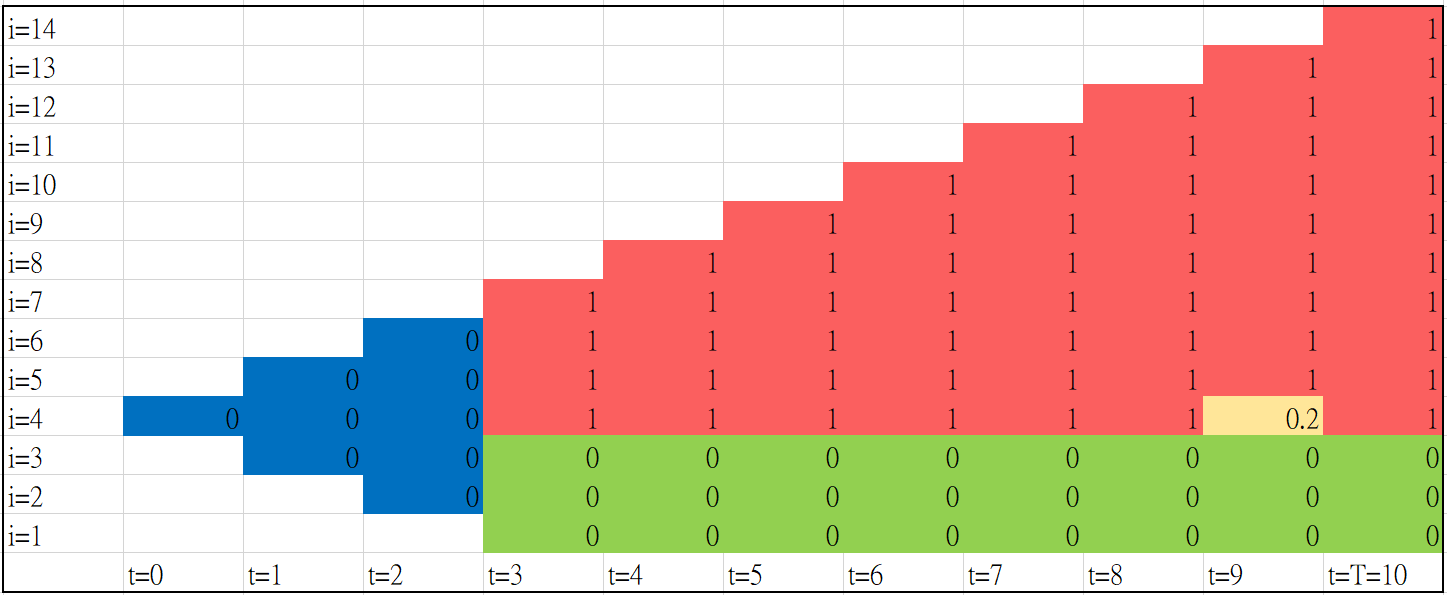 i=14 1
i=13 1 1
i=12 1 1 1
i=11 1 1 1 1
i=10 1 1 1 1 1
i=9 1 1 1 1 1 1
i=8 1 1 1 1 1 1 1
i=7 1 1 1 1 1 1 1 1
i=6 0 1 1 1 1 1 1 1 1
i=5 0 0 1 1 1 1 1 1 1 1
i=4 0 0 0 1 1 1 1 1 1 0.2 1
i=3 0 0 0 0 0 0 0 0 0 0
i=2 0 0 0 0 0 0 0 0 0
i=1 0 0 0 0 0 0 0 0
t=0 t=1 t=2 t=3 t=4 t=5 t=6 t=7 t=8 t=9 t=T=10